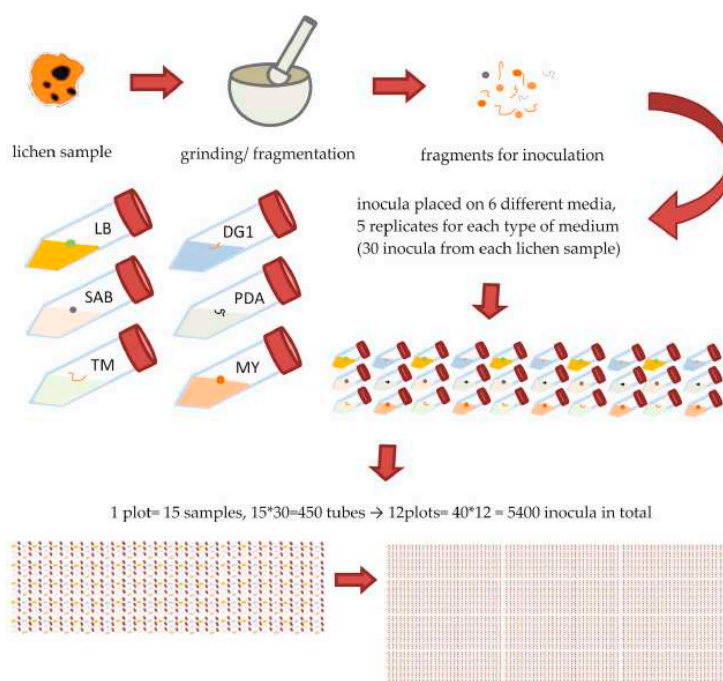 lichen sample
grinding/ fragmentation
fragments for inoculation
inocula placed on 6 different media,
5 replicates for each type of medium
(30 inocula from each lichen sample)
LB
DG1
SAB
PDA
TM
MY
1 plot= 15 samples, 15*30=450 tubes → 12plots= 40*12 = 5400 inocula in total